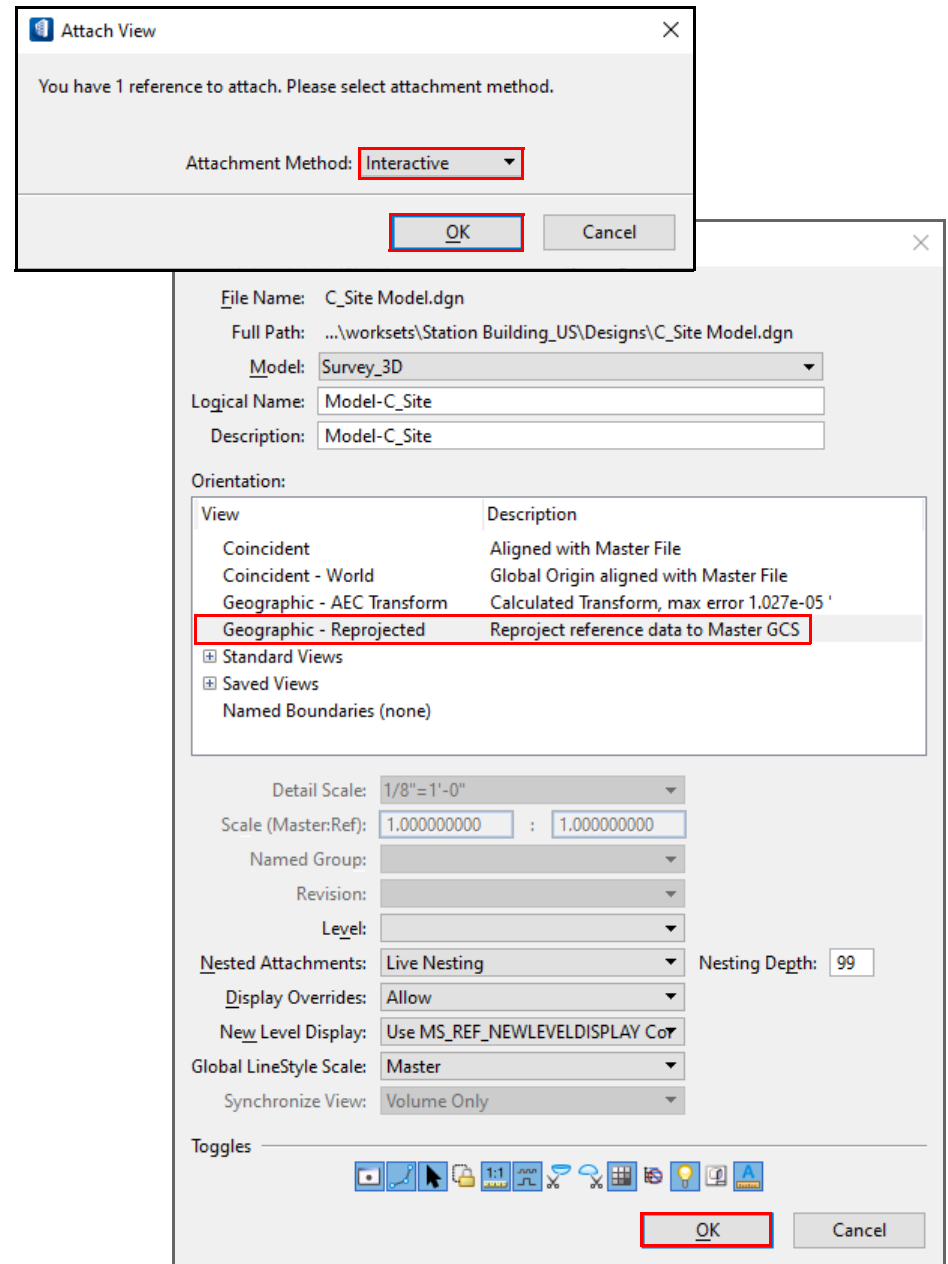 Attach View
You have 1 reference to attach. Please select attachment method.
Attachment Method: Interactive
OK Cancel
File Name: C_Site Model.dgn
Full Path: ...\worksets\Station Building_US\Designs\C_Site Model.dgn
Model: Survey_3D
Logical Name: Model-C_Site
Description: Model-C_Site
Orientation:
View Description
Coincident Aligned with Master File
Coincident - World Global Origin aligned with Master File
Geographic - AEC Transform Calculated Transform, max error 1.027e-05 '
Geographic - Reprojected Reproject reference data to Master GCS
Standard Views
Saved Views
Named Boundaries (none)
Detail Scale: 1/8"=1'-0"
Scale (Master:Ref): 1.000000000 : 1.000000000
Named Group:
Revision:
Level:
Nested Attachments: Live Nesting Nesting Depth: 99
Display Overrides: Allow
New Level Display: Use MS_REF_NEWLEVELDISPLAY Co
Global LineStyle Scale: Master
Synchronize View: Volume Only
Toggles
1:1 A
OK Cancel